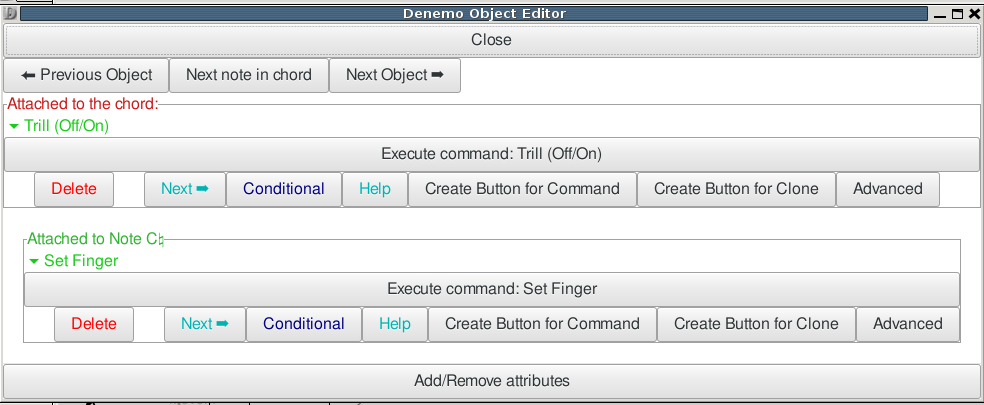 Denemo Object Editor
Close
⬅ Previous Object Next note in chord Next Object ➡
Attached to the chord:
Trill (Off/On)
Execute command: Trill (Off/On)
Delete Next ➡ Conditional Help Create Button for Command Create Button for Clone Advanced
Attached to Note C♮
Set Finger
Execute command: Set Finger
Delete Next ➡ Conditional Help Create Button for Command Create Button for Clone Advanced
Add/Remove attributes